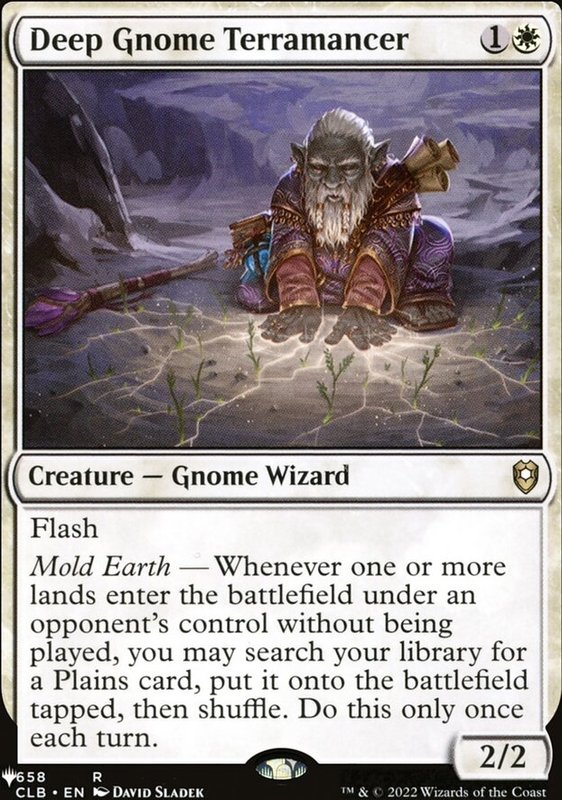 Deep Gnome Terramancer 1
Creature — Gnome Wizard
Flash
Mold Earth — Whenever one or more
lands enter the battlefield under an
opponent's control without being
played, you may search your library for
a Plains card, put it onto the battlefield
tapped, then shuffle. Do this only once
each turn.
2/2
658 R
CLB • EN DAVID SLADEK
™ & © 2022 Wizards of the Coast